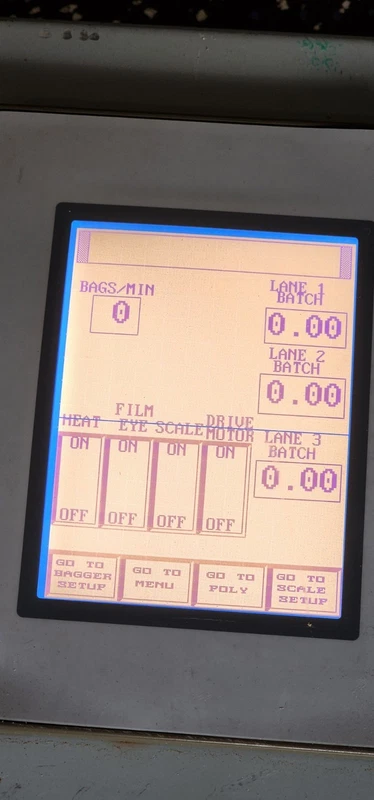 BAGS/MIN
0
LANE 1
BATCH
0.00
LANE 2
BATCH
0.00
HEAT
FILM
EYE
SCALE
DRIVE
MOTOR
LANE 3
BATCH
0.00
ON
ON
ON
ON
OFF
OFF
OFF
OFF
GO TO
BAGGER
SETUP
GO TO
MENU
GO TO
POLY
GO TO
SCALE
SETUP